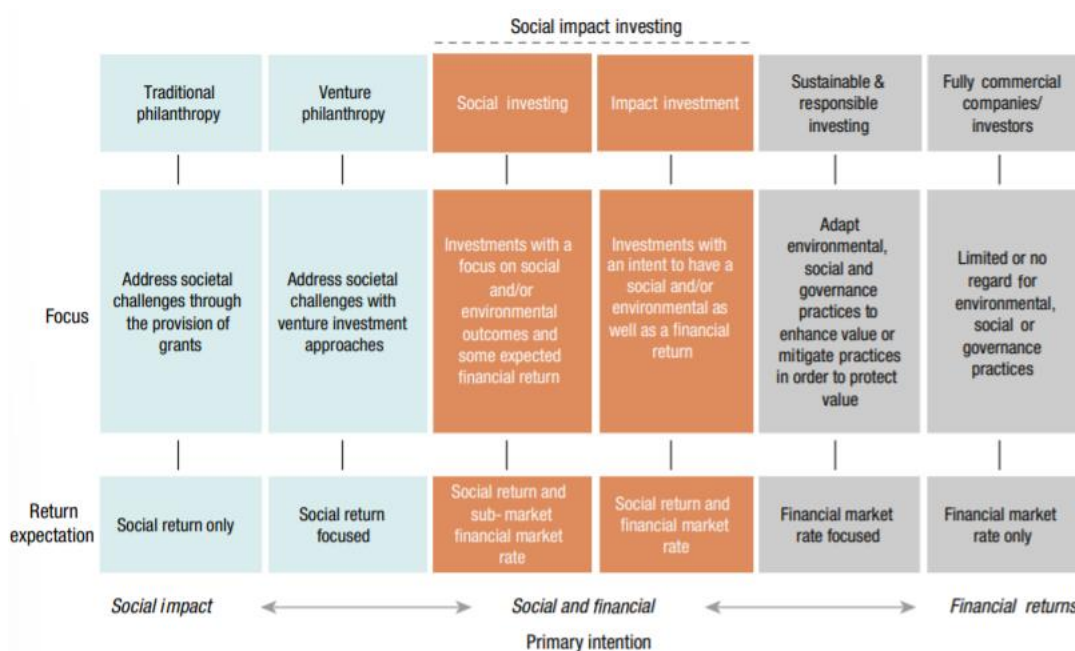 Social impact investing
Traditional
philanthropy
Venture
philanthropy
Social investing
Impact investment
Sustainable &
responsible
investing
Fully commercial
companies/
investors
Focus
Address societal
challenges through
the provision of
grants
Address societal
challenges with
venture investment
approaches
Investments with a
focus on social
and/or
environmental
outcomes and
some expected
financial return
Investments with
an intent to have a
social and/or
environmental as
well as a financial
return
Adapt
environmental,
social and
governance
practices to
enhance value or
mitigate practices
in order to protect
value
Limited or no
regard for
environmental,
social or
governance
practices
Return
expectation
Social return only
Social return
focused
Social return and
sub- market
financial market
rate
Social return and
financial market
rate
Financial market
rate focused
Financial market
rate only
Social impact
Social and financial
Financial returns
Primary intention